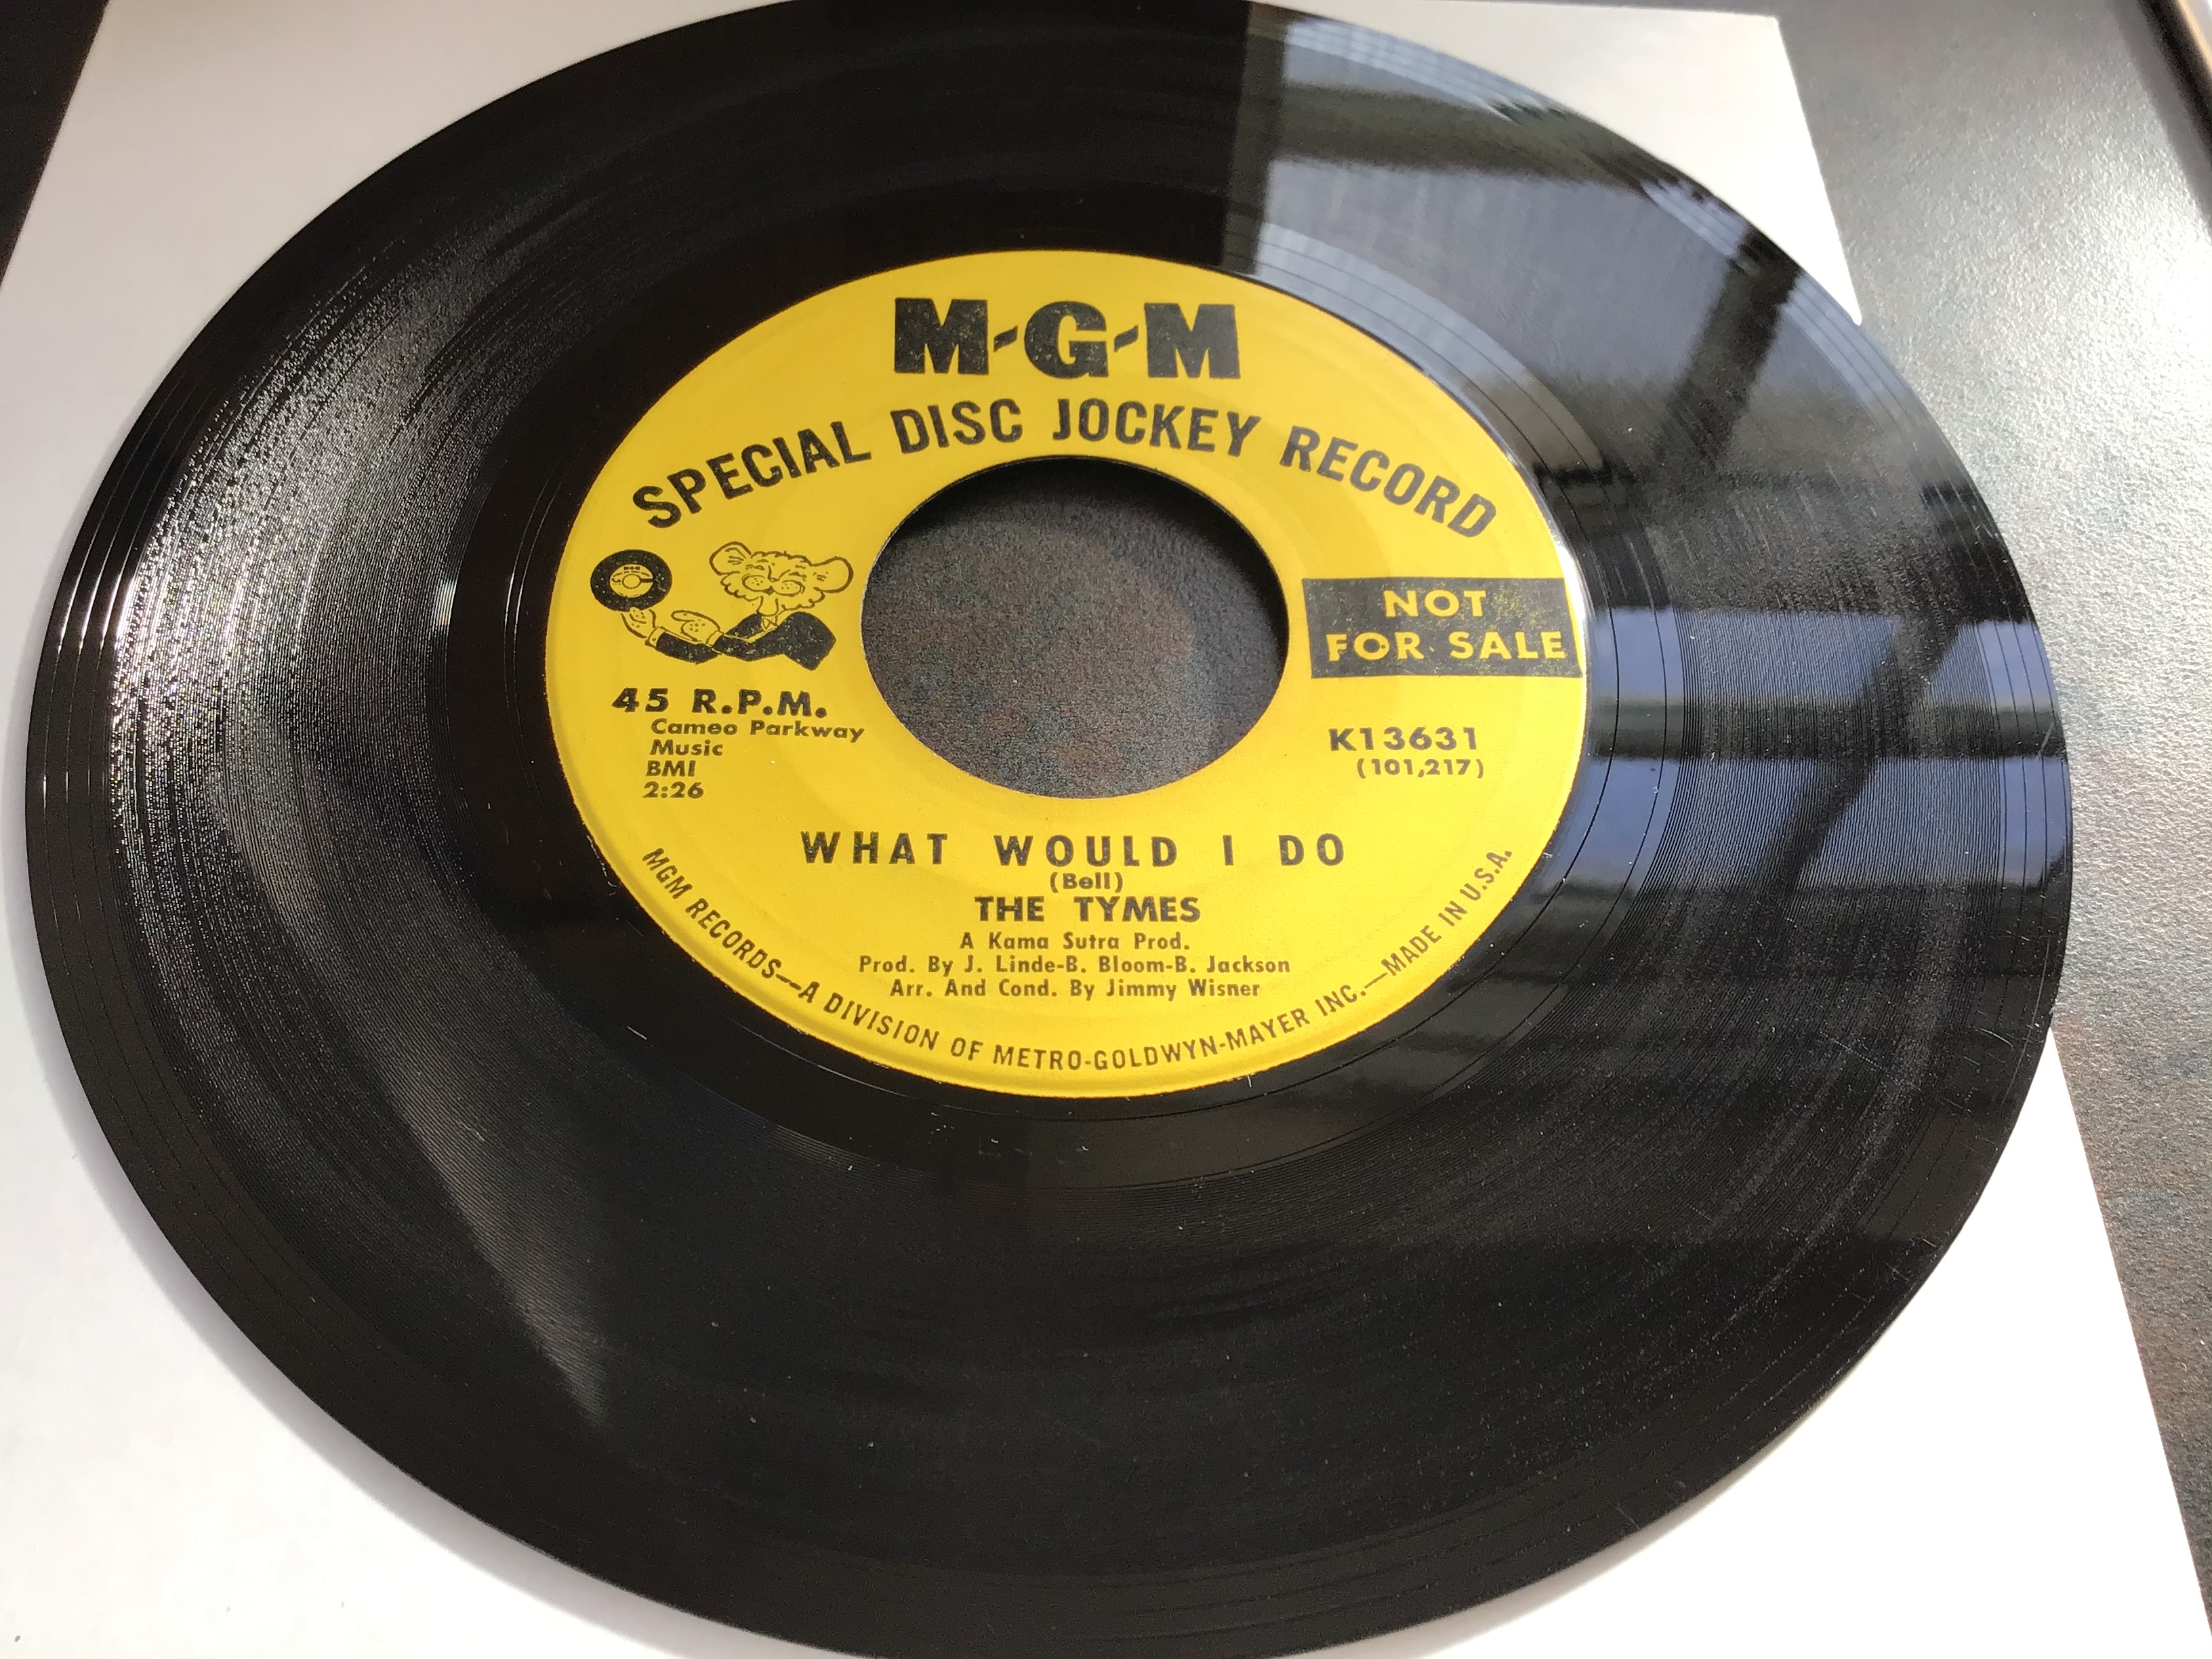 M-G-M
SPECIAL DISC JOCKEY RECORD
NOT
FOR SALE
45 R.P.M.
Cameo Parkway
Music
BMI
2:26
K13631
(101,217)
WHAT WOULD I DO
(Bell)
THE TYMES
A Kama Sutra Prod.
Prod. By J. Linde-B. Bloom-B. Jackson
Arr. And Cond. By Jimmy Wisner
MGM RECORDS—A DIVISION OF METRO-GOLDWYN-MAYER INC.—MADE IN U.S.A.